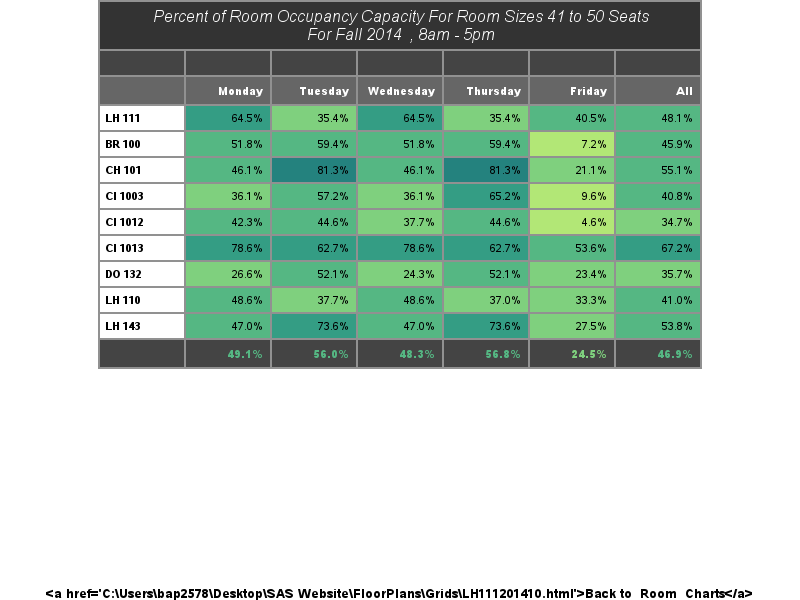 Percent of Room Occupancy Capacity For Room Sizes 41 to 50 Seats
For Fall 2014 , 8am - 5pm
Monday Tuesday Wednesday Thursday Friday All
LH 111 64.5% 35.4% 64.5% 35.4% 40.5% 48.1%
BR 100 51.8% 59.4% 51.8% 59.4% 7.2% 45.9%
CH 101 46.1% 81.3% 46.1% 81.3% 21.1% 55.1%
CI 1003 36.1% 57.2% 36.1% 65.2% 9.6% 40.8%
CI 1012 42.3% 44.6% 37.7% 44.6% 4.6% 34.7%
CI 1013 78.6% 62.7% 78.6% 62.7% 53.6% 67.2%
DO 132 26.6% 52.1% 24.3% 52.1% 23.4% 35.7%
LH 110 48.6% 37.7% 48.6% 37.0% 33.3% 41.0%
LH 143 47.0% 73.6% 47.0% 73.6% 27.5% 53.8%
49.1% 56.0% 48.3% 56.8% 24.5% 46.9%
<a href='C:\Users\bap2578\Desktop\SAS Website\FloorPlans\Grids\LH111201410.html'>Back to Room Charts</a>